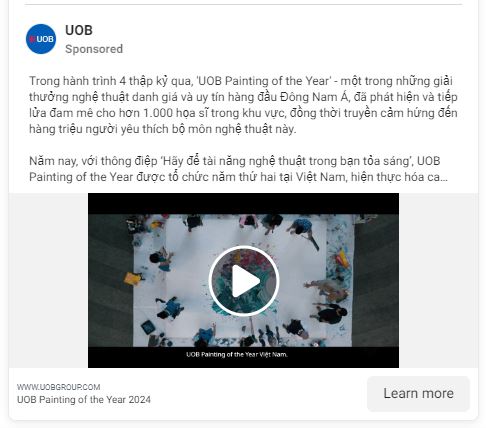 UOB
UOB
Sponsored
Trong hành trình 4 thập kỷ qua, 'UOB Painting of the Year' - một trong những giải
thưởng nghệ thuật danh giá và uy tín hàng đầu Đông Nam Á, đã phát hiện và tiếp
lửa đam mê cho hơn 1.000 họa sĩ trong khu vực, đồng thời truyền cảm hứng đến
hàng triệu người yêu thích bộ môn nghệ thuật này.
Năm nay, với thông điệp ‘Hãy để tài năng nghệ thuật trong bạn tỏa sáng’, UOB
Painting of the Year được tổ chức năm thứ hai tại Việt Nam, hiện thực hóa ca...
UOB Painting of the Year Việt Nam.
WWW.UOBGROUP.COM
UOB Painting of the Year 2024
Learn more